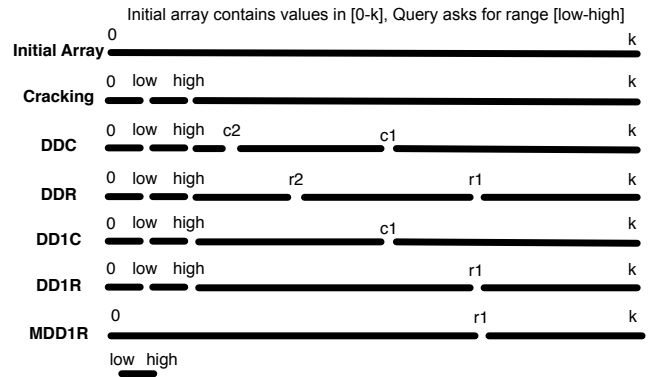 Initial array contains values in [0-k], Query asks for range [low-high]
0 k
Initial Array
0 low high k
Cracking
0 low high c2 c1 k
DDC
0 low high r2 r1 k
DDR
0 low high c1 k
DD1C
0 low high r1 k
DD1R
0 r1 k
MDD1R
low high